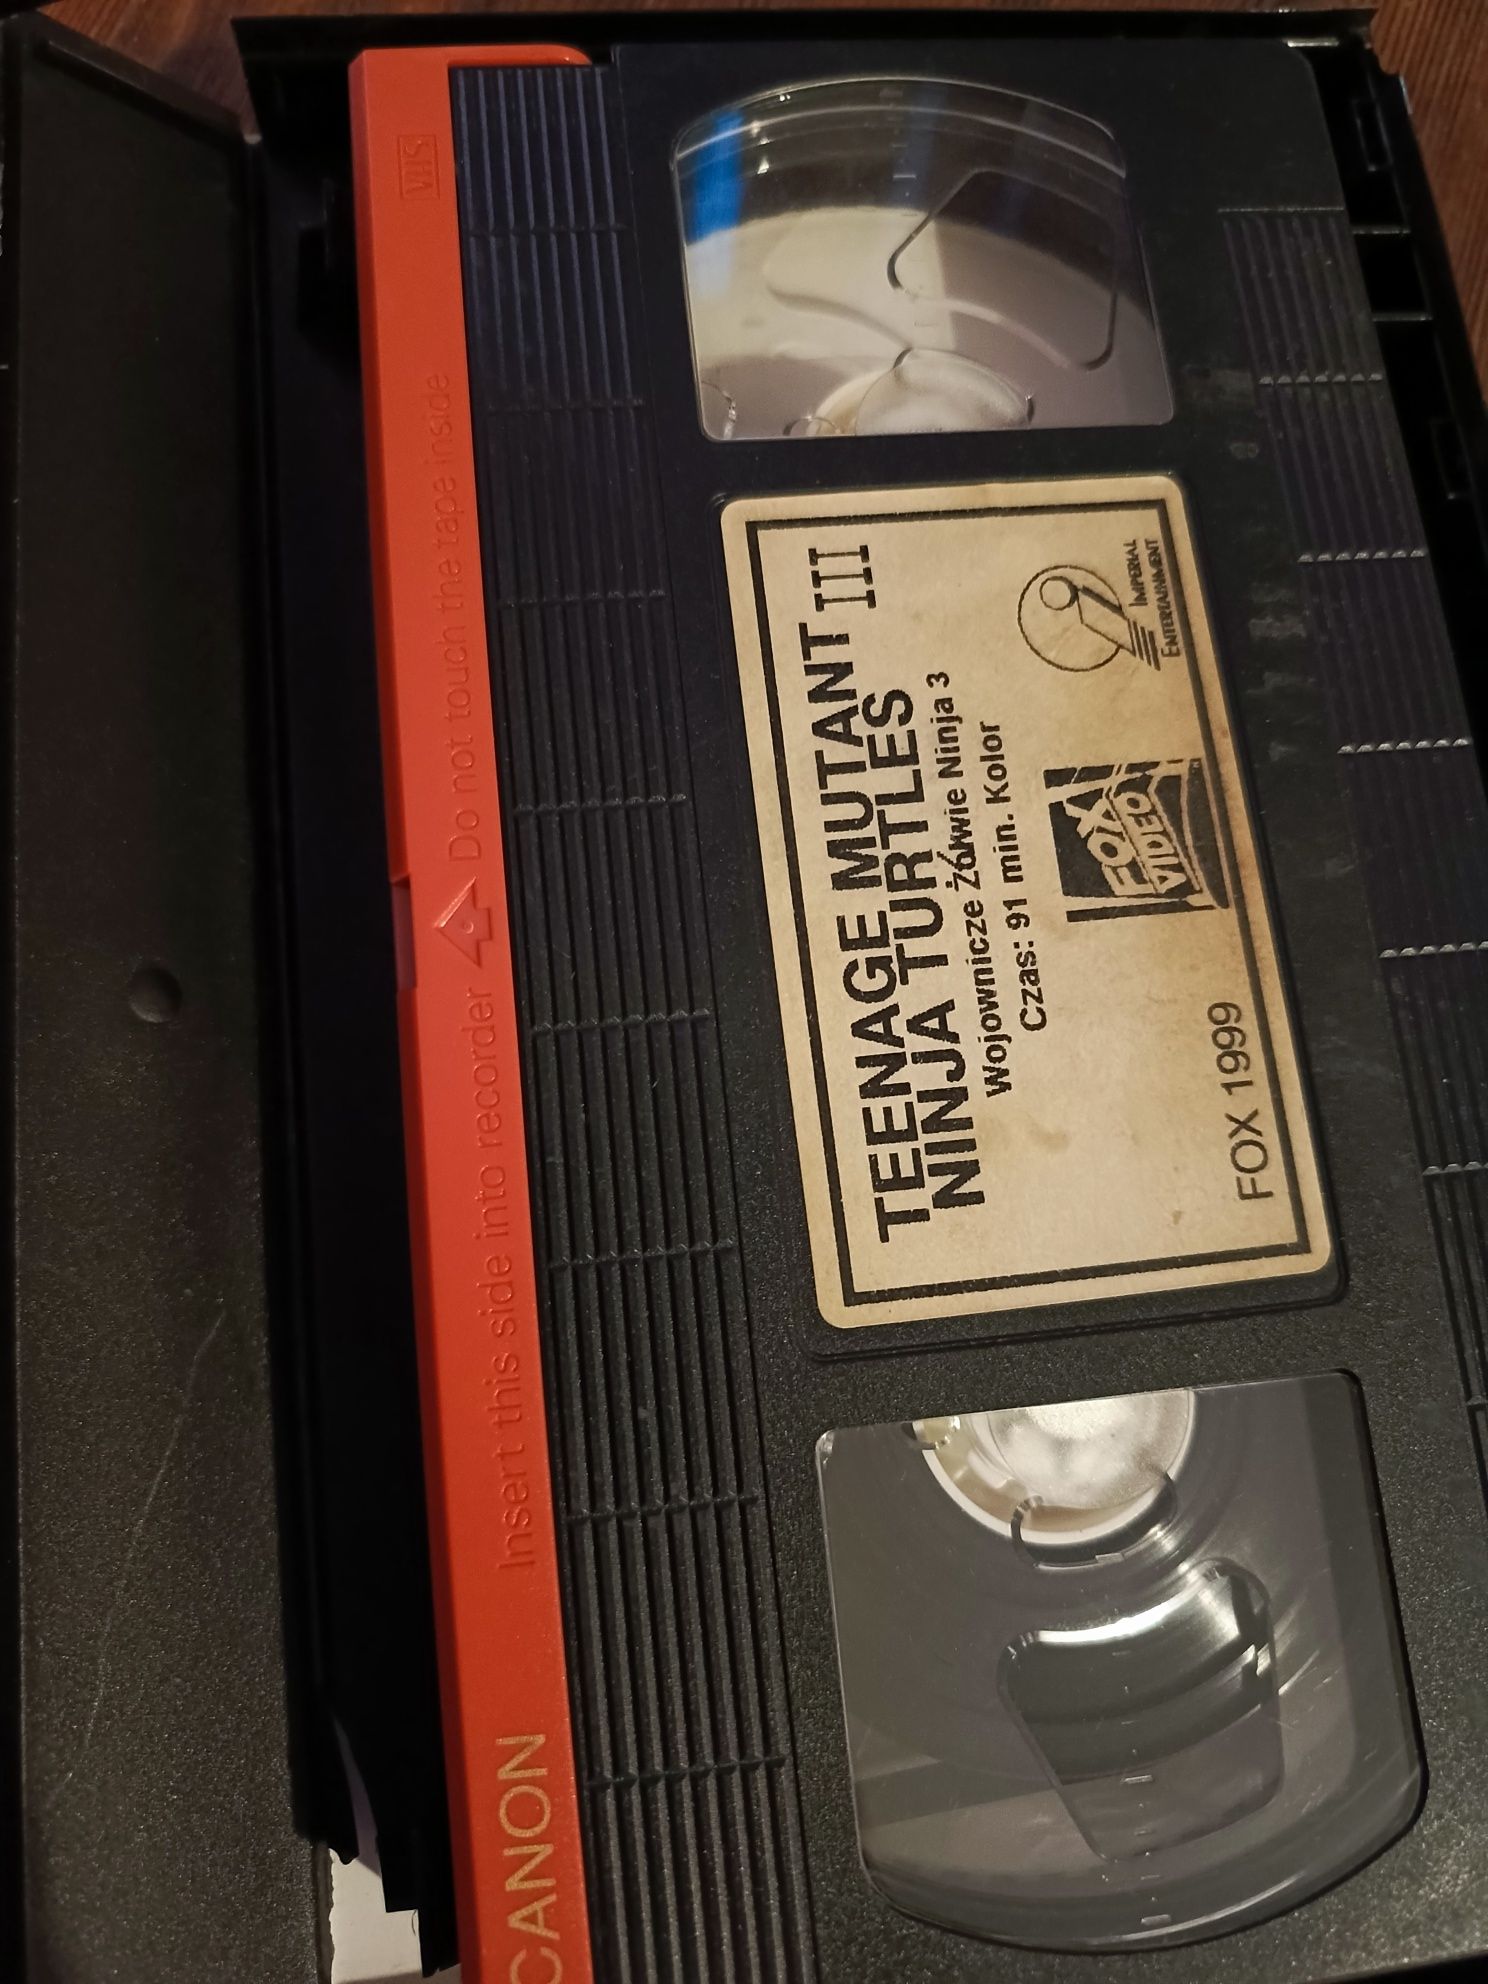 VHS
Insert this side into recorder Do not touch the tape inside
CANON
TEENAGE MUTANT
NINJA TURTLES III
Wojownicze Żółwie Ninja 3
Czas: 91 min. Kolor
FOX
VIDEO
IMPERIAL
ENTERTAINMENT
FOX 1999